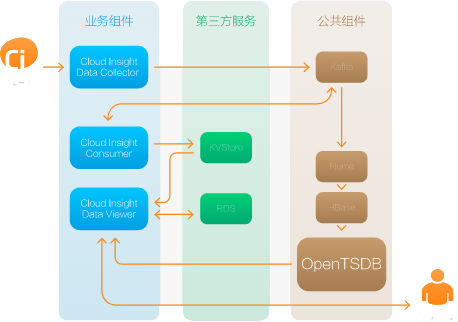 业务组件
第三方服务
公共组件
Ci
Cloud Insight
Data Collector
Kafka
Cloud Insight
Consumer
KVStore
Flume
Cloud Insight
Data Viewer
RDS
HBase
OpenTSDB